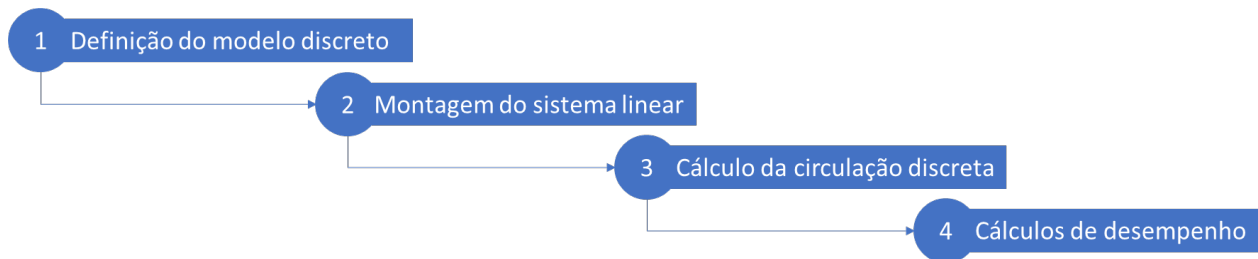 1 Definição do modelo discreto
2 Montagem do sistema linear
3 Cálculo da circulação discreta
4 Cálculos de desempenho